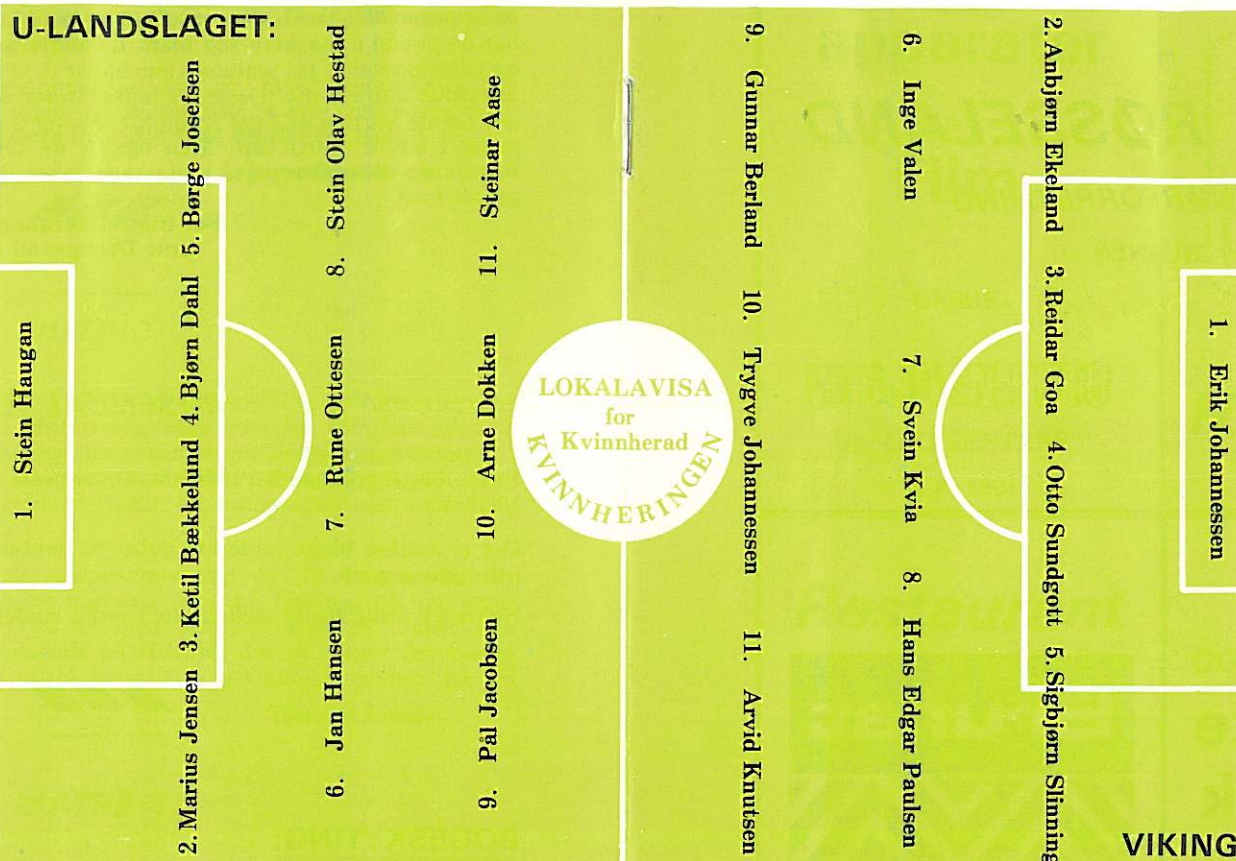 U-LANDSLAGET:
1. Stein Haugan
2. Marius Jensen 3. Ketil Bækkelund 4. Bjørn Dahl 5. Børge Josefsen
6. Jan Hansen 7. Rune Ottesen 8. Stein Olav Hestad
9. Pål Jacobsen 10. Arne Dokken 11. Steinar Aase
LOKALAVISA
for
Kvinnherad
KVINNHERINGEN
9. Gunnar Berland 10. Trygve Johannessen 11. Arvid Knutsen
6. Inge Valen 7. Svein Kvia 8. Hans Edgar Paulsen
2. Anbjørn Ekeland 3. Reidar Goa 4. Otto Sundgott 5. Sigbjørn Slinning
1. Erik Johannessen
VIKING